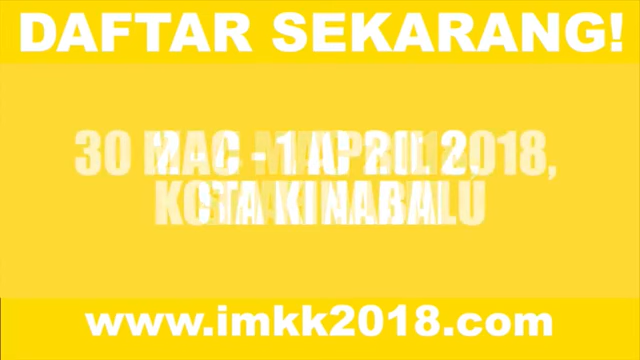 DAFTAR SEKARANG!
30 MAC - 1 APRIL 2018,
KOTA KINABALU
www.imkk2018.com